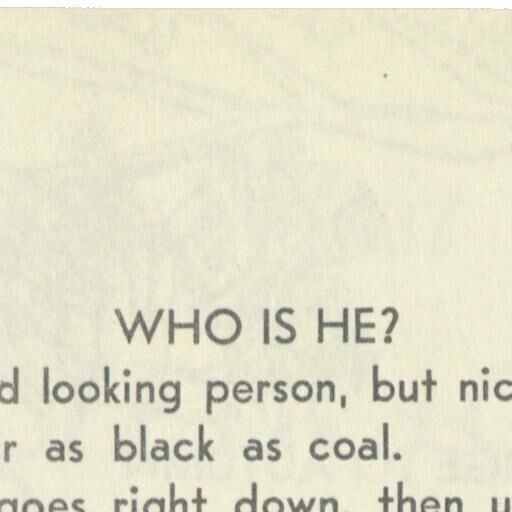 WHO IS HE?
d looking person, but nic
r as black as coal.
goes right down, then u